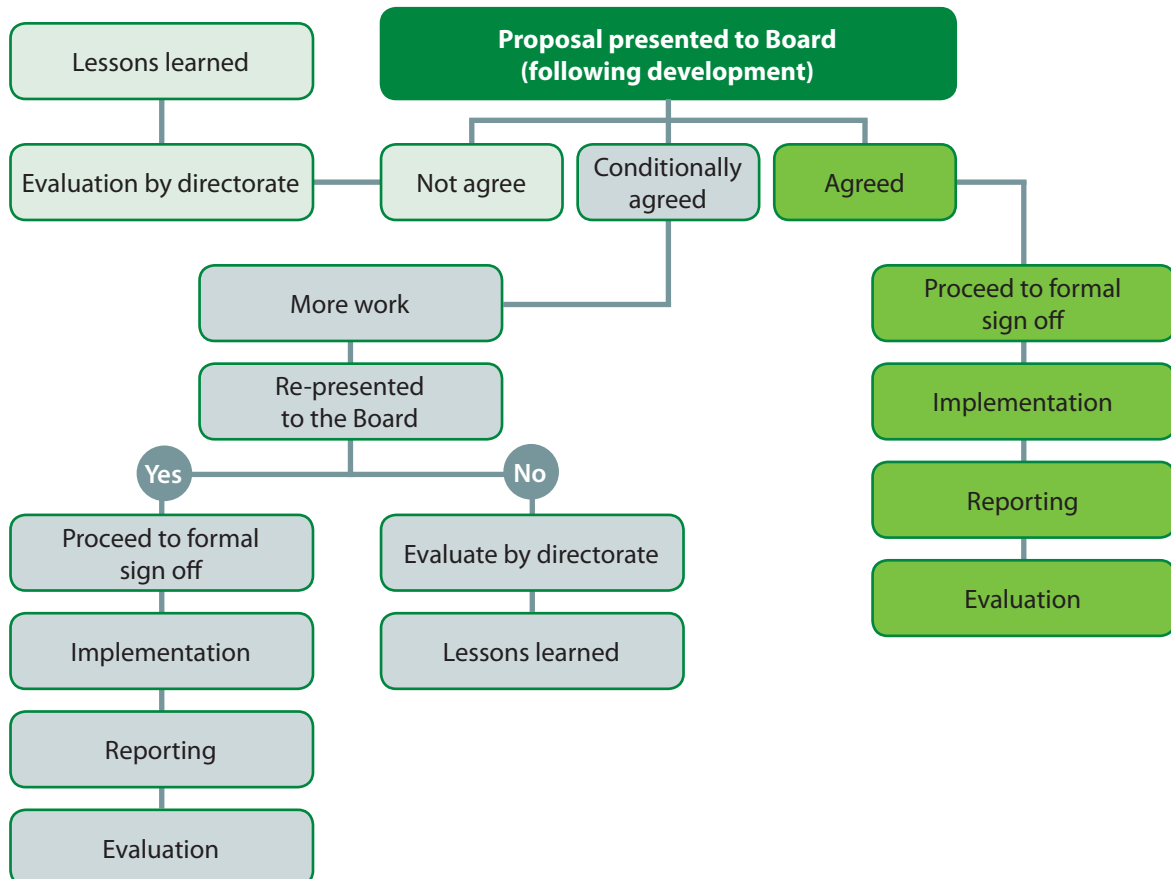 Proposal presented to Board
(following development)
Lessons learned
Evaluation by directorate
Not agree
Conditionally
agreed
Agreed
More work
Proceed to formal
sign off
Re-presented
to the Board
Implementation
Yes
No
Reporting
Proceed to formal
sign off
Evaluate by directorate
Evaluation
Implementation
Lessons learned
Reporting
Evaluation